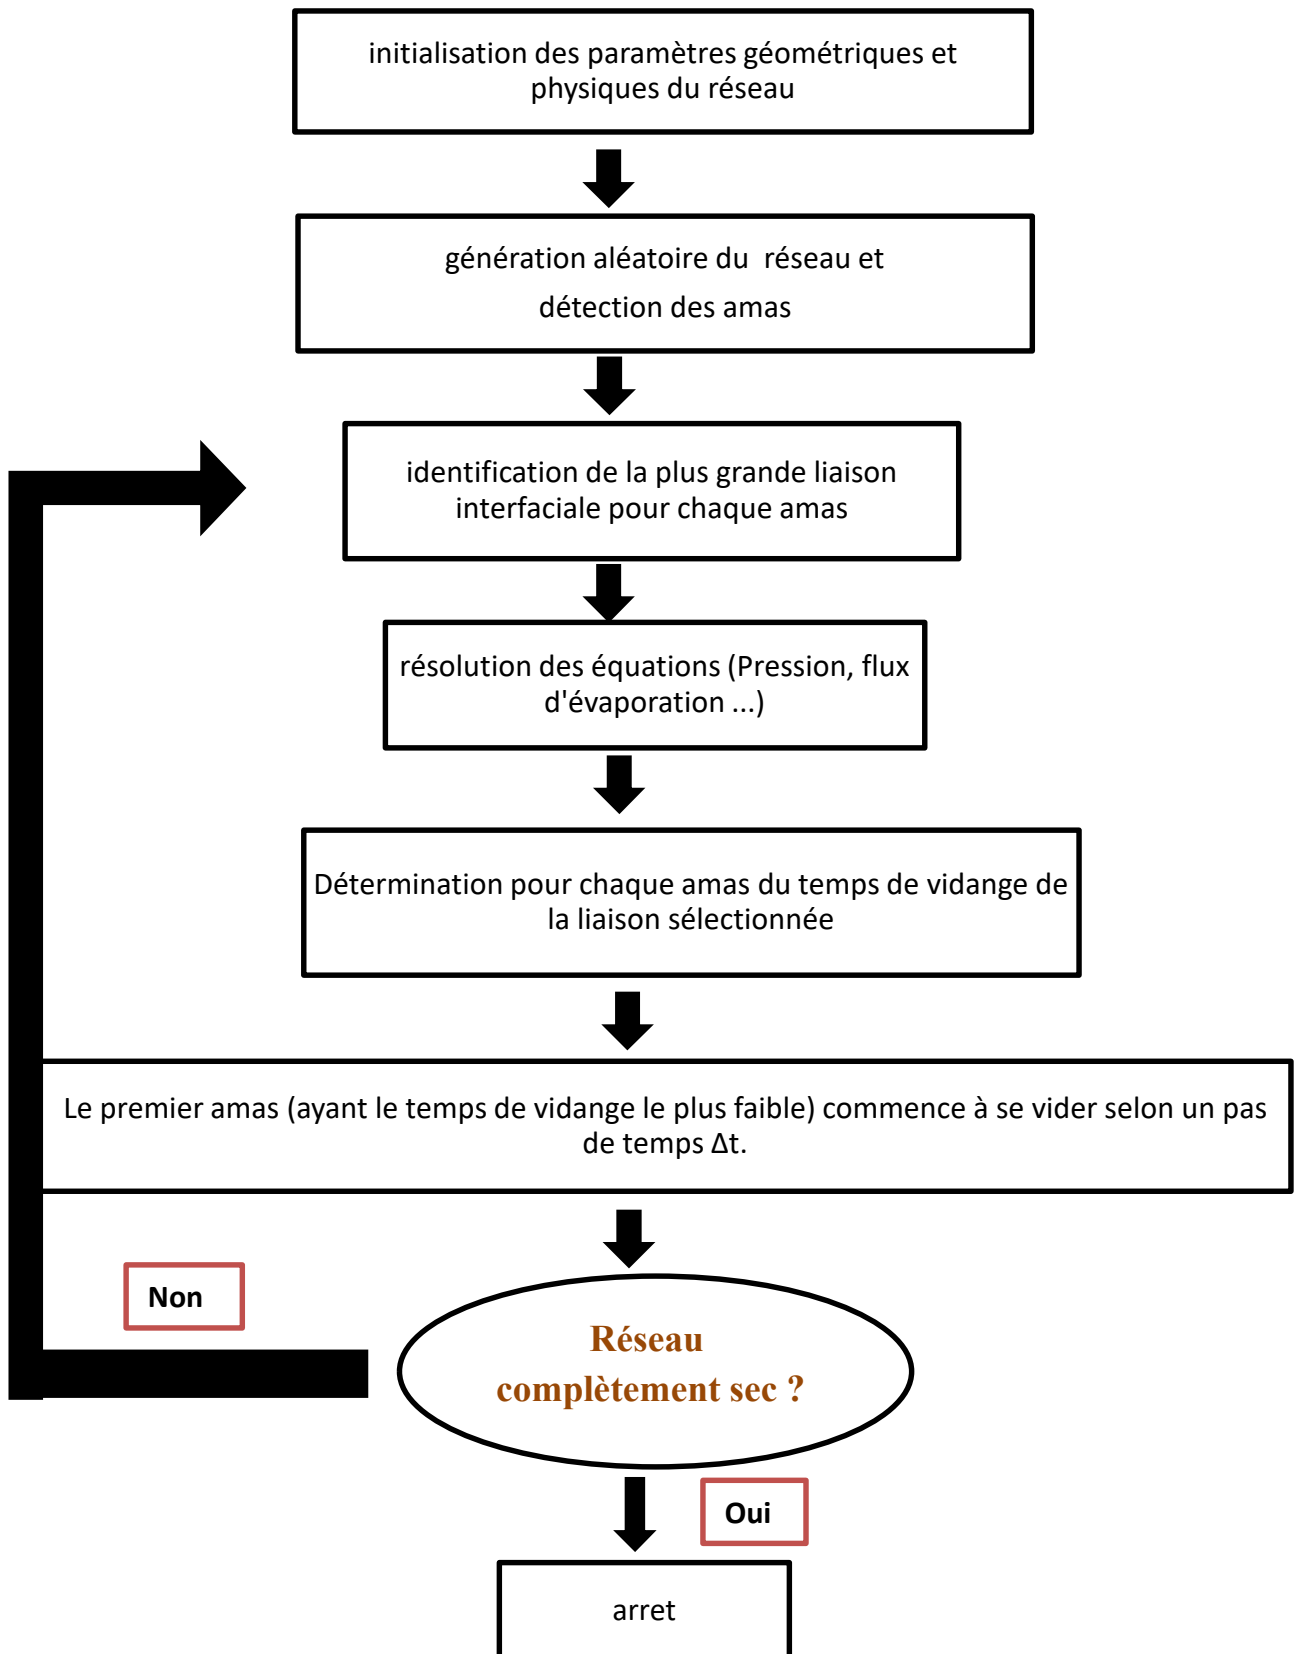 initialisation des paramètres géométriques et
physiques du réseau
génération aléatoire du  réseau et
détection des amas
identification de la plus grande liaison
interfaciale pour chaque amas
résolution des équations (Pression, flux
d'évaporation ...)
Détermination pour chaque amas du temps de vidange de
la liaison sélectionnée
Le premier amas (ayant le temps de vidange le plus faible) commence à se vider selon un pas
de temps Δt.
Non
Réseau
complètement sec ?
Oui
arret